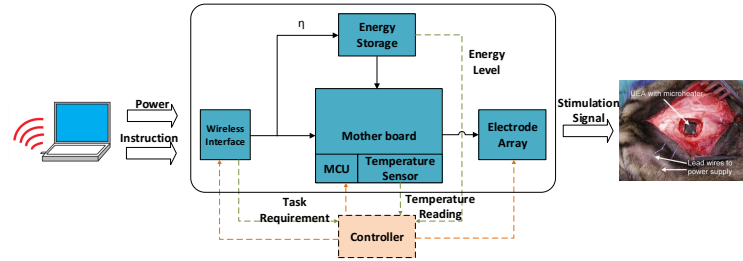 η
Energy
Storage
Energy
Level
Power
Instruction
Wireless
Interface
Mother board
MCU
Temperature
Sensor
Electrode
Array
Stimulation
Signal
UEA with microheater
Lead wires to
power supply
Task
Requirement
Temperature
Reading
Controller